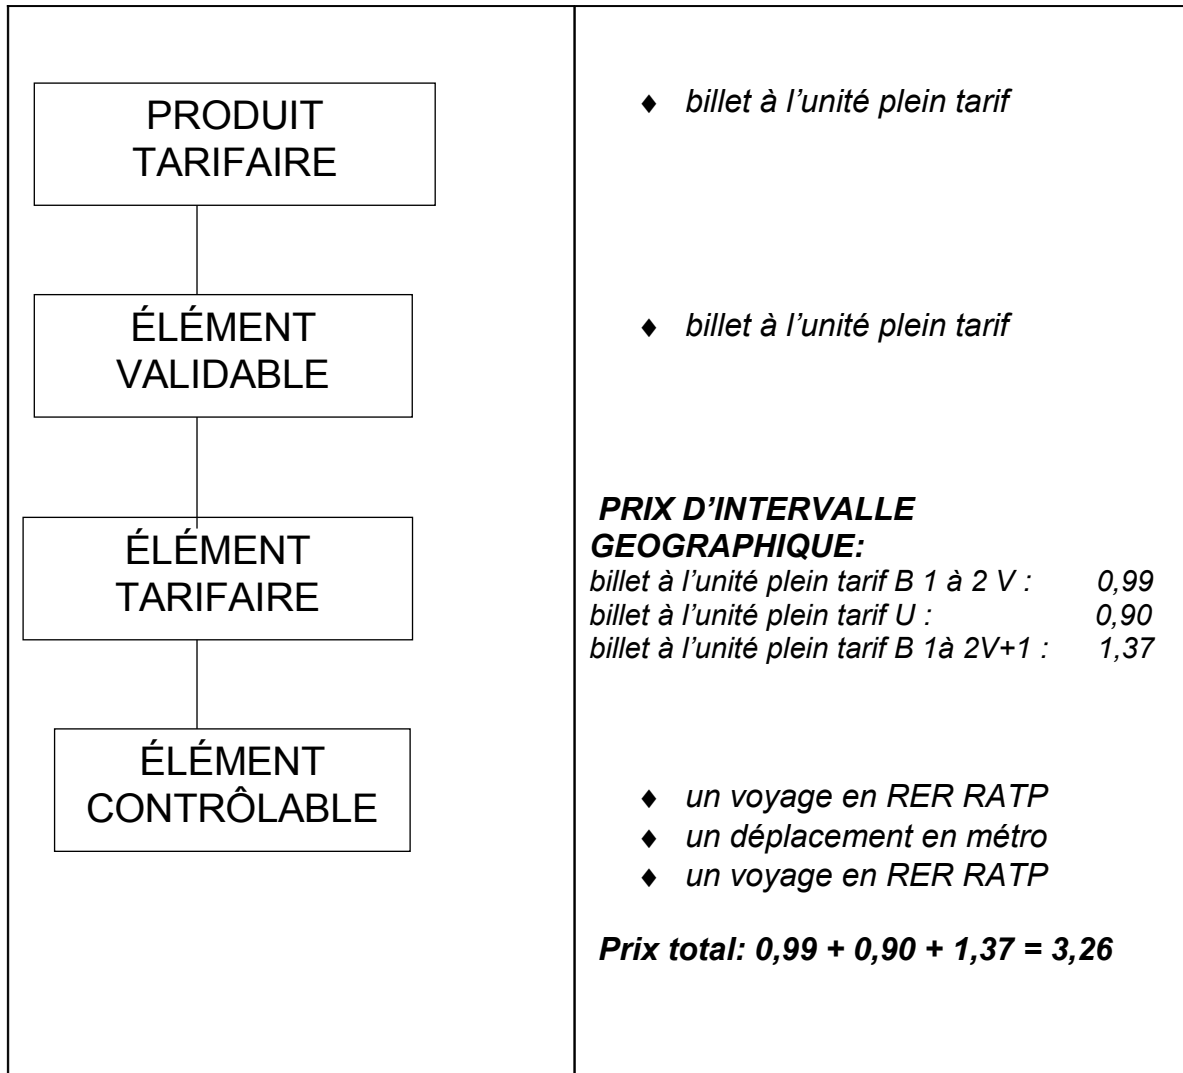 PRODUIT
TARIFAIRE
♦ billet à l’unité plein tarif
ÉLÉMENT
VALIDABLE
♦ billet à l’unité plein tarif
ÉLÉMENT
TARIFAIRE
PRIX D’INTERVALLE
GEOGRAPHIQUE:
billet à l’unité plein tarif B 1 à 2 V : 0,99
billet à l’unité plein tarif U : 0,90
billet à l’unité plein tarif B 1à 2V+1 : 1,37
ÉLÉMENT
CONTRÔLABLE
♦ un voyage en RER RATP
♦ un déplacement en métro
♦ un voyage en RER RATP
Prix total: 0,99 + 0,90 + 1,37 = 3,26